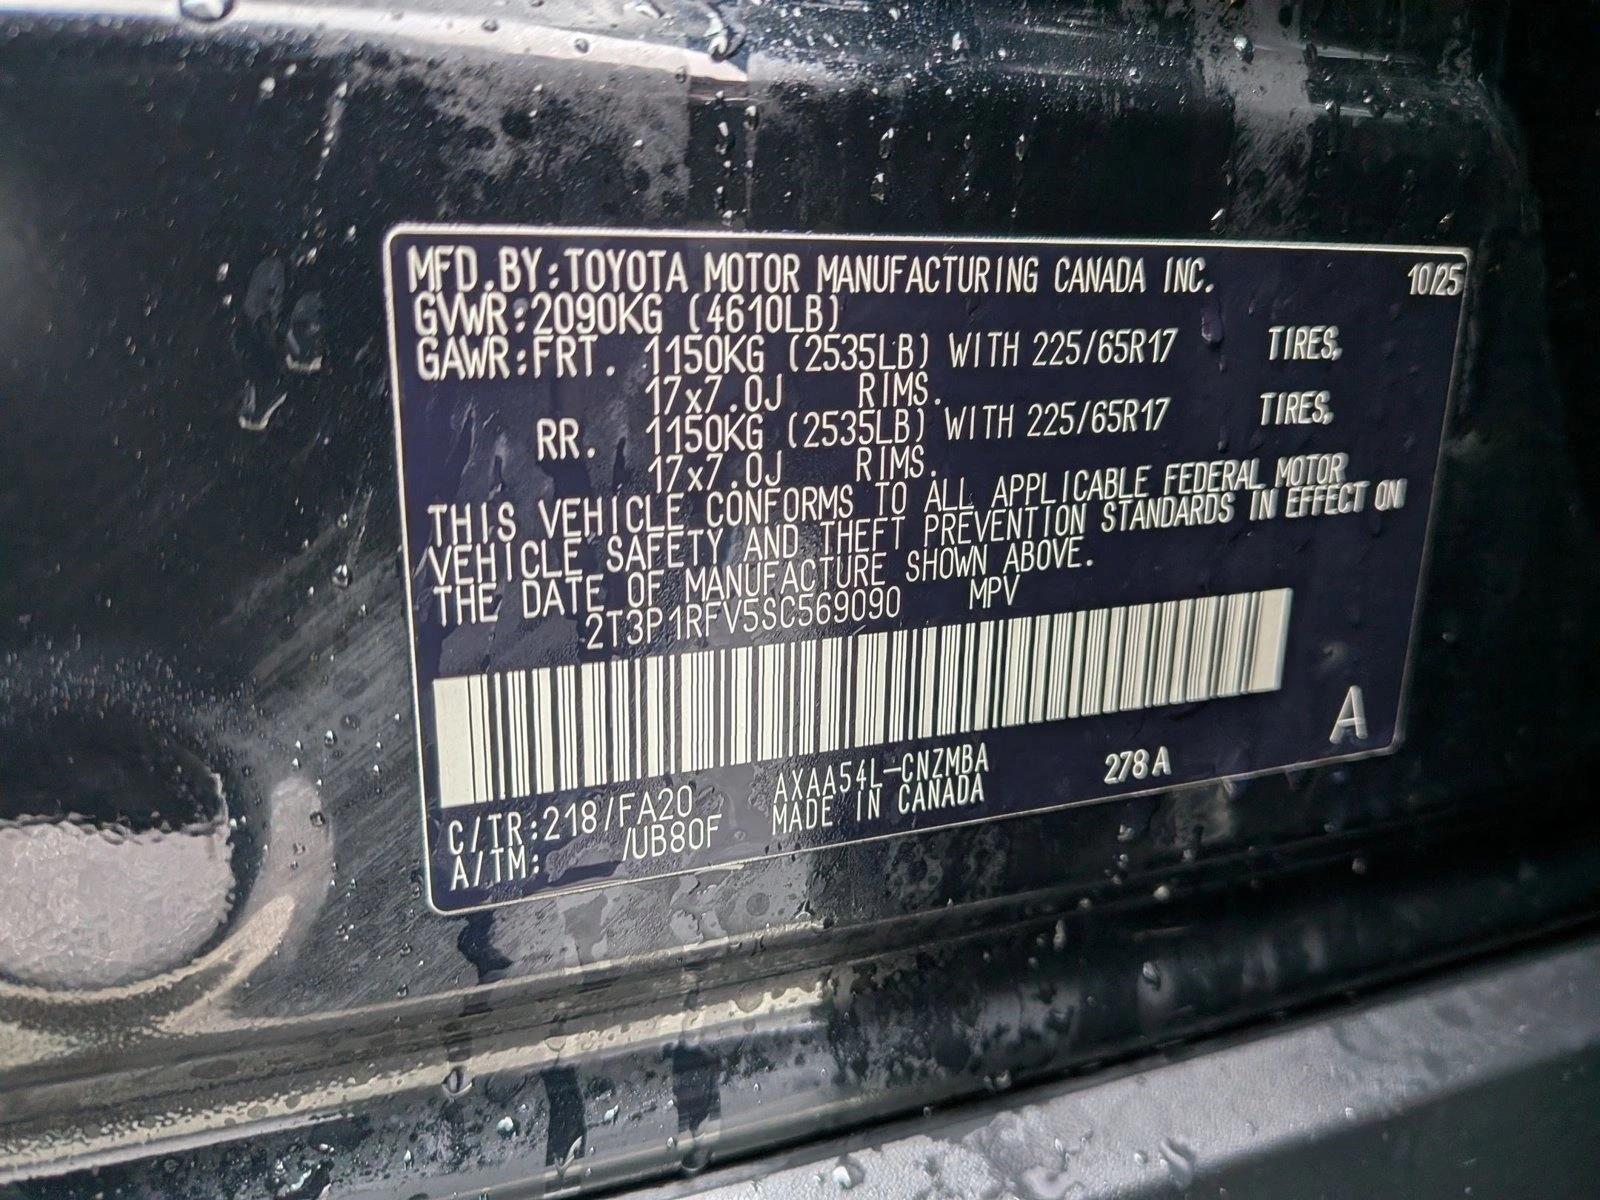 MFD.BY:TOYOTA MOTOR MANUFACTURING CANADA INC. 10/25
GVWR:2090KG (4610LB)
GAWR:FRT. 1150KG (2535LB) WITH 225/65R17 TIRES,
17x7.0J RIMS.
RR. 1150KG (2535LB) WITH 225/65R17 TIRES,
17x7.0J RIMS.
THIS VEHICLE CONFORMS TO ALL APPLICABLE FEDERAL MOTOR
VEHICLE SAFETY AND THEFT PREVENTION STANDARDS IN EFFECT ON
THE DATE OF MANUFACTURE SHOWN ABOVE.
2T3P1RFV5SC569090 MPV
A
C/TR:218/FA20 AXAA54L-CNZMBA 278A
A/TM: /UB80F MADE IN CANADA